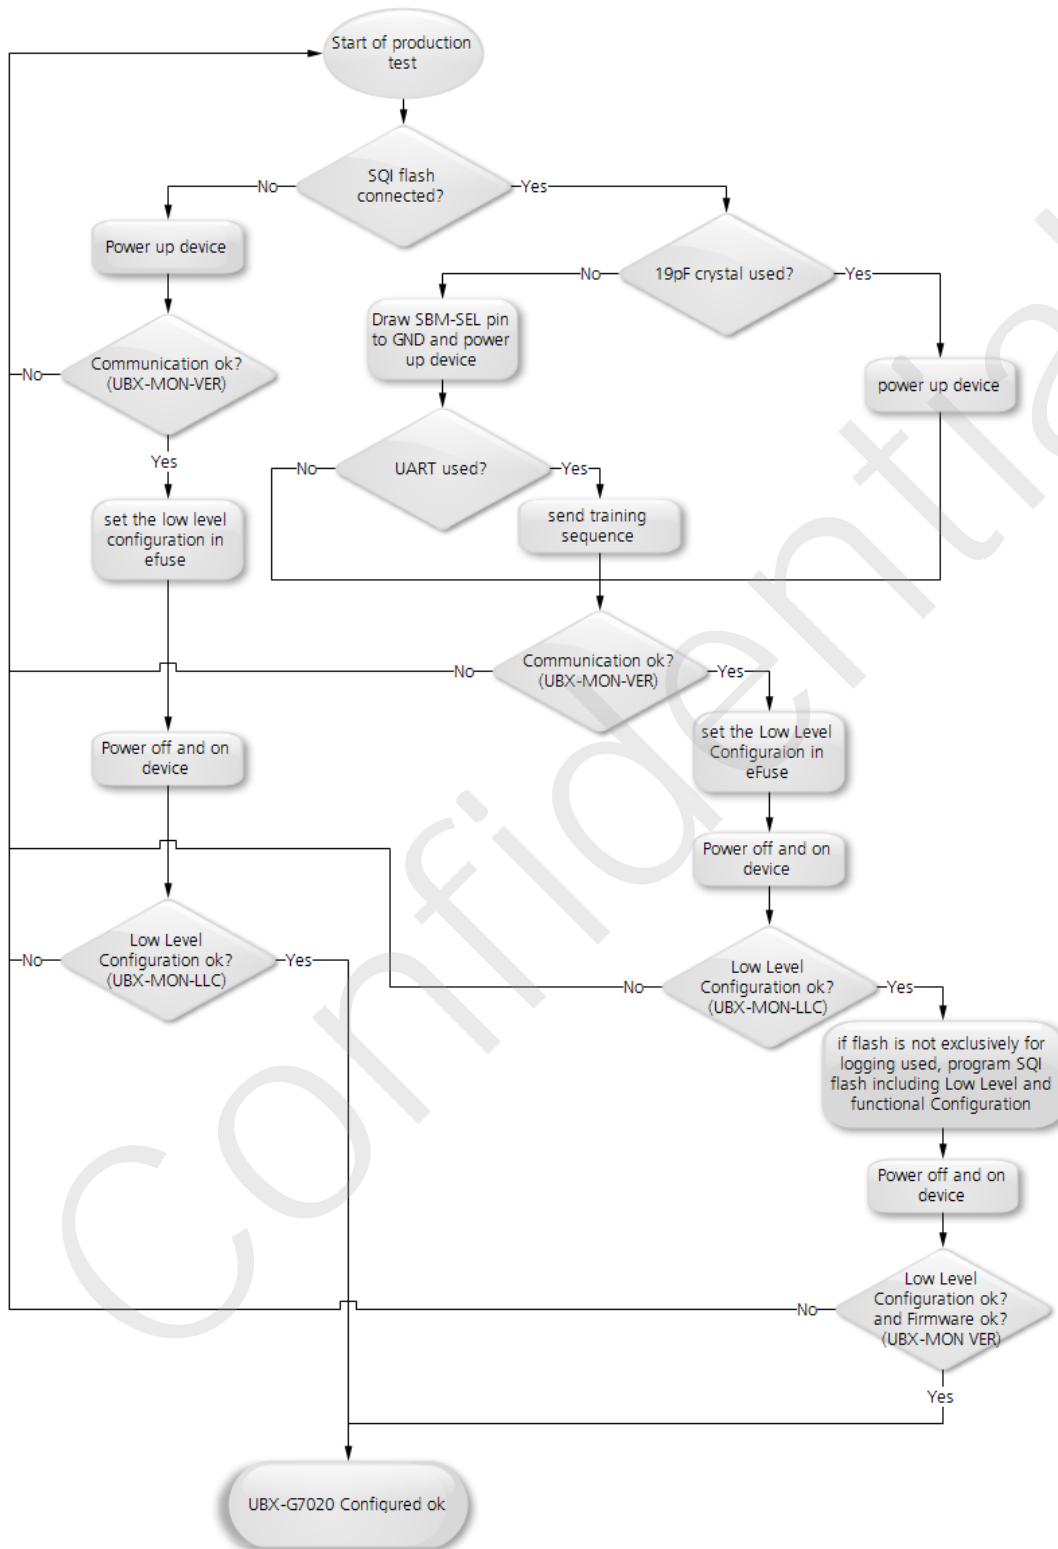 Start of production
test
SQI flash
connected?
No
Yes
Power up device
19pF crystal used?
No
Yes
Draw SBM-SEL pin
to GND and power
up device
Communication ok?
(UBX-MON-VER)
No
power up device
Yes
UART used?
No
Yes
set the low level
configuration in
efuse
send training
sequence
Communication ok?
(UBX-MON-VER)
No
Yes
set the Low Level
Configuraion in
eFuse
Power off and on
device
Power off and on
device
Low Level
Configuration ok?
(UBX-MON-LLC)
No
Yes
Low Level
Configuration ok?
(UBX-MON-LLC)
No
Yes
if flash is not exclusively for
logging used, program SQI
flash including Low Level and
functional Configuration
Power off and on
device
Low Level
Configuration ok?
and Firmware ok?
(UBX-MON VER)
No
Yes
UBX-G7020 Configured ok
Confidential